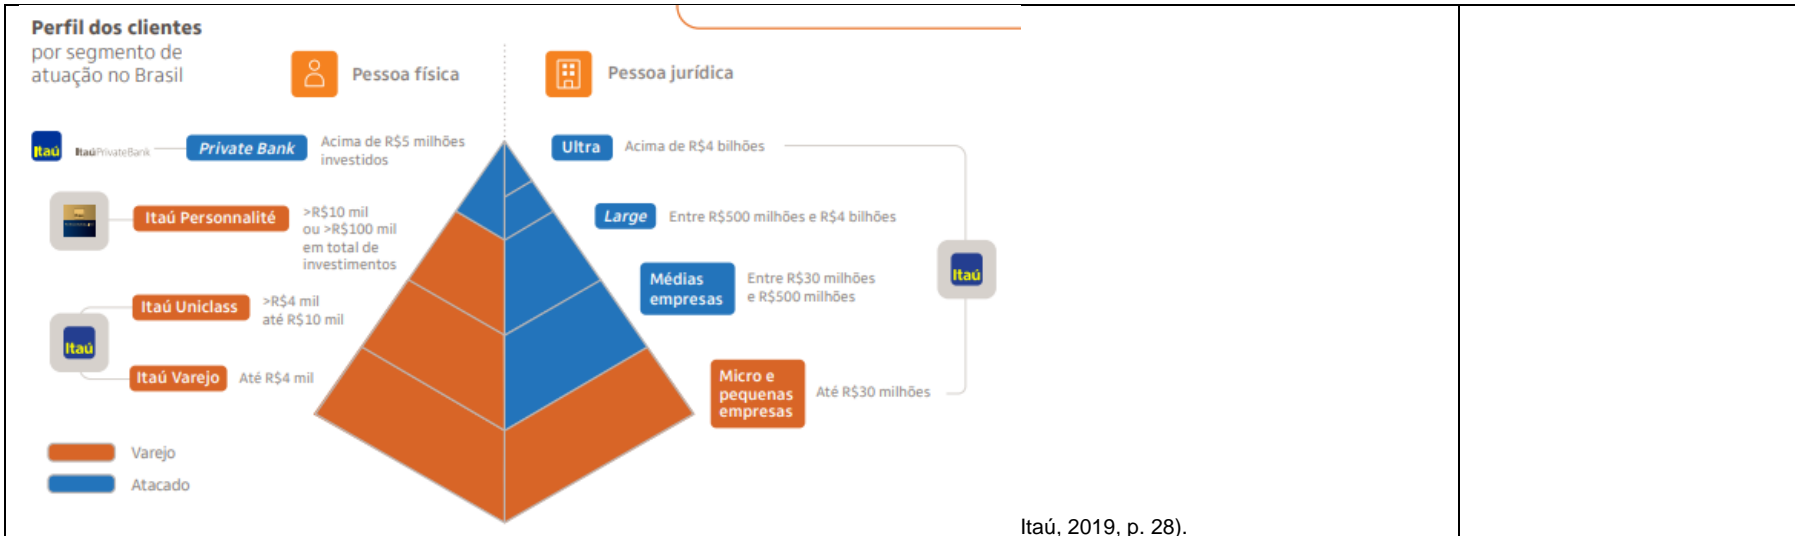 Perfil dos clientes
por segmento de
atuação no Brasil
Pessoa física
Pessoa jurídica
Itaú
ItaúPrivateBank
Private Bank
Acima de R$5 milhões
investidos
Itaú Personnalité
>R$10 mil
ou >R$100 mil
em total de
investimentos
Itaú Uniclass
>R$4 mil
até R$10 mil
Itaú
Itaú Varejo
Até R$4 mil
Ultra
Acima de R$4 bilhões
Large
Entre R$500 milhões e R$4 bilhões
Médias
empresas
Entre R$30 milhões
e R$500 milhões
Itaú
Micro e
pequenas
empresas
Até R$30 milhões
Varejo
Atacado
Itaú, 2019, p. 28).